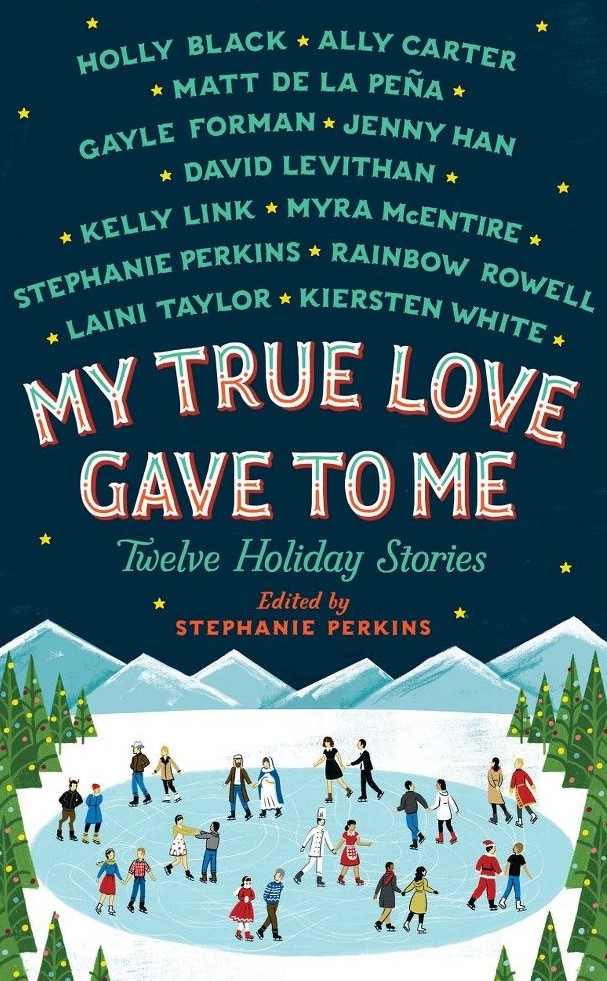 HOLLY BLACK ★ ALLY CARTER
★ MATT DE LA PEÑA ★
GAYLE FORMAN ★ JENNY HAN
★ DAVID LEVITHAN ★
★ KELLY LINK ★ MYRA McENTIRE ★
STEPHANIE PERKINS ★ RAINBOW ROWELL
★ LAINI TAYLOR ★ KIERSTEN WHITE ★
MY TRUE LOVE
GAVE TO ME
Twelve Holiday Stories
Edited by
STEPHANIE PERKINS